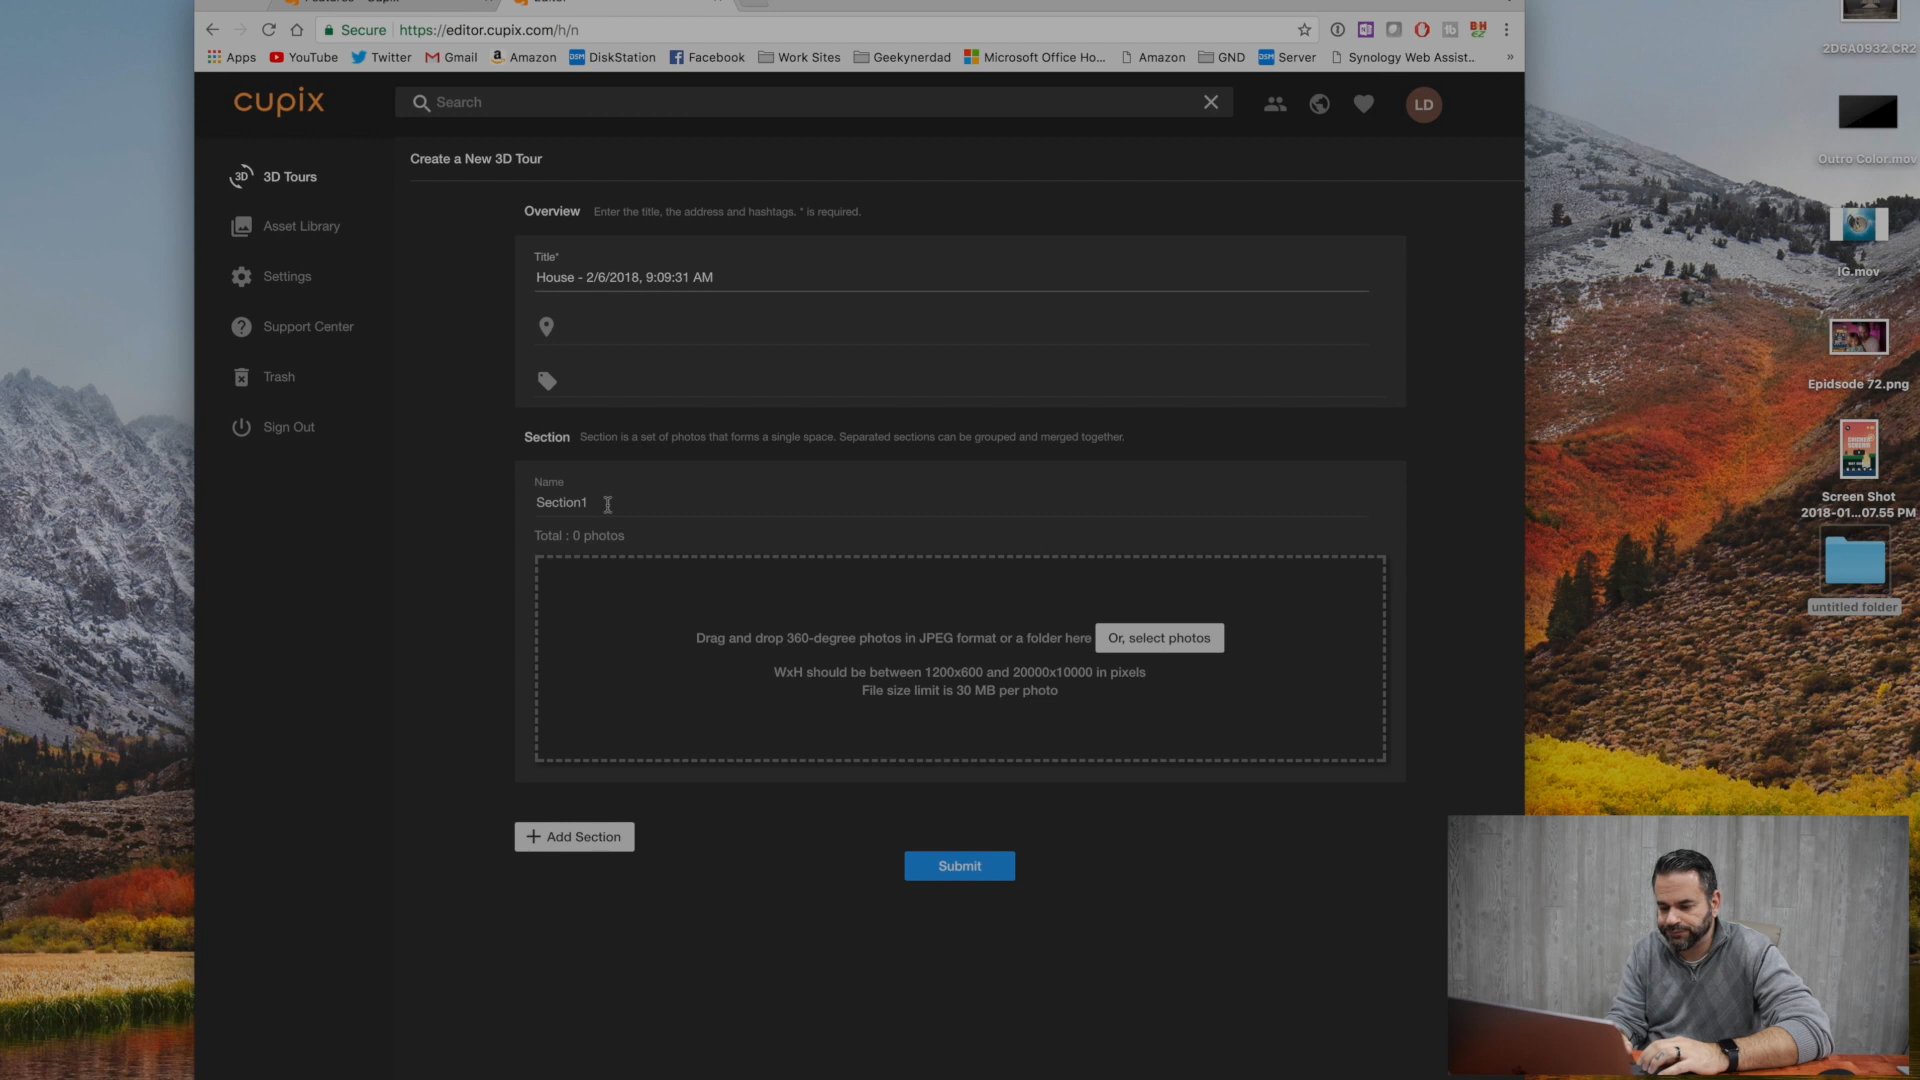 Secure https://editor.cupix.com/h/n
Apps YouTube Twitter Gmail Amazon DiskStation Facebook Work Sites Geekynerdad Microsoft Office Ho... Amazon GND Server Synology Web Assist.. »
cupix
Search
LD
3D Tours
Asset Library
Settings
Support Center
Trash
Sign Out
Create a New 3D Tour
Overview Enter the title, the address and hashtags. * is required.
Title*
House - 2/6/2018, 9:09:31 AM
Section Section is a set of photos that forms a single space. Separated sections can be grouped and merged together.
Name
Section1
Total : 0 photos
Drag and drop 360-degree photos in JPEG format or a folder here Or, select photos
WxH should be between 1200x600 and 20000x10000 in pixels
File size limit is 30 MB per photo
+ Add Section
Submit
2D6A0932.CR2
Outro Color.mov
IG.mov
Epidsode 72.png
Screen Shot
2018-01...07.55 PM
untitled folder